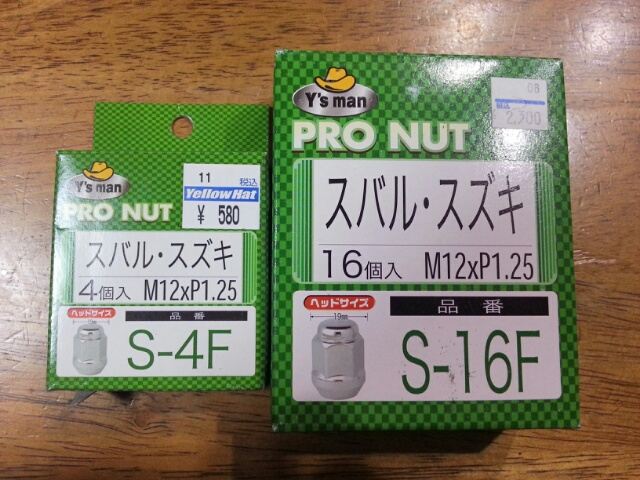 Y's man
PRO NUT
11 税込
Yellow Hat
¥ 580
スバル・スズキ
4個入 M12xP1.25
ヘッドサイズ
品番
S-4F
Y's man
08
税込
2,300
PRO NUT
スバル・スズキ
16個入 M12xP1.25
ヘッドサイズ
19mm
品番
S-16F